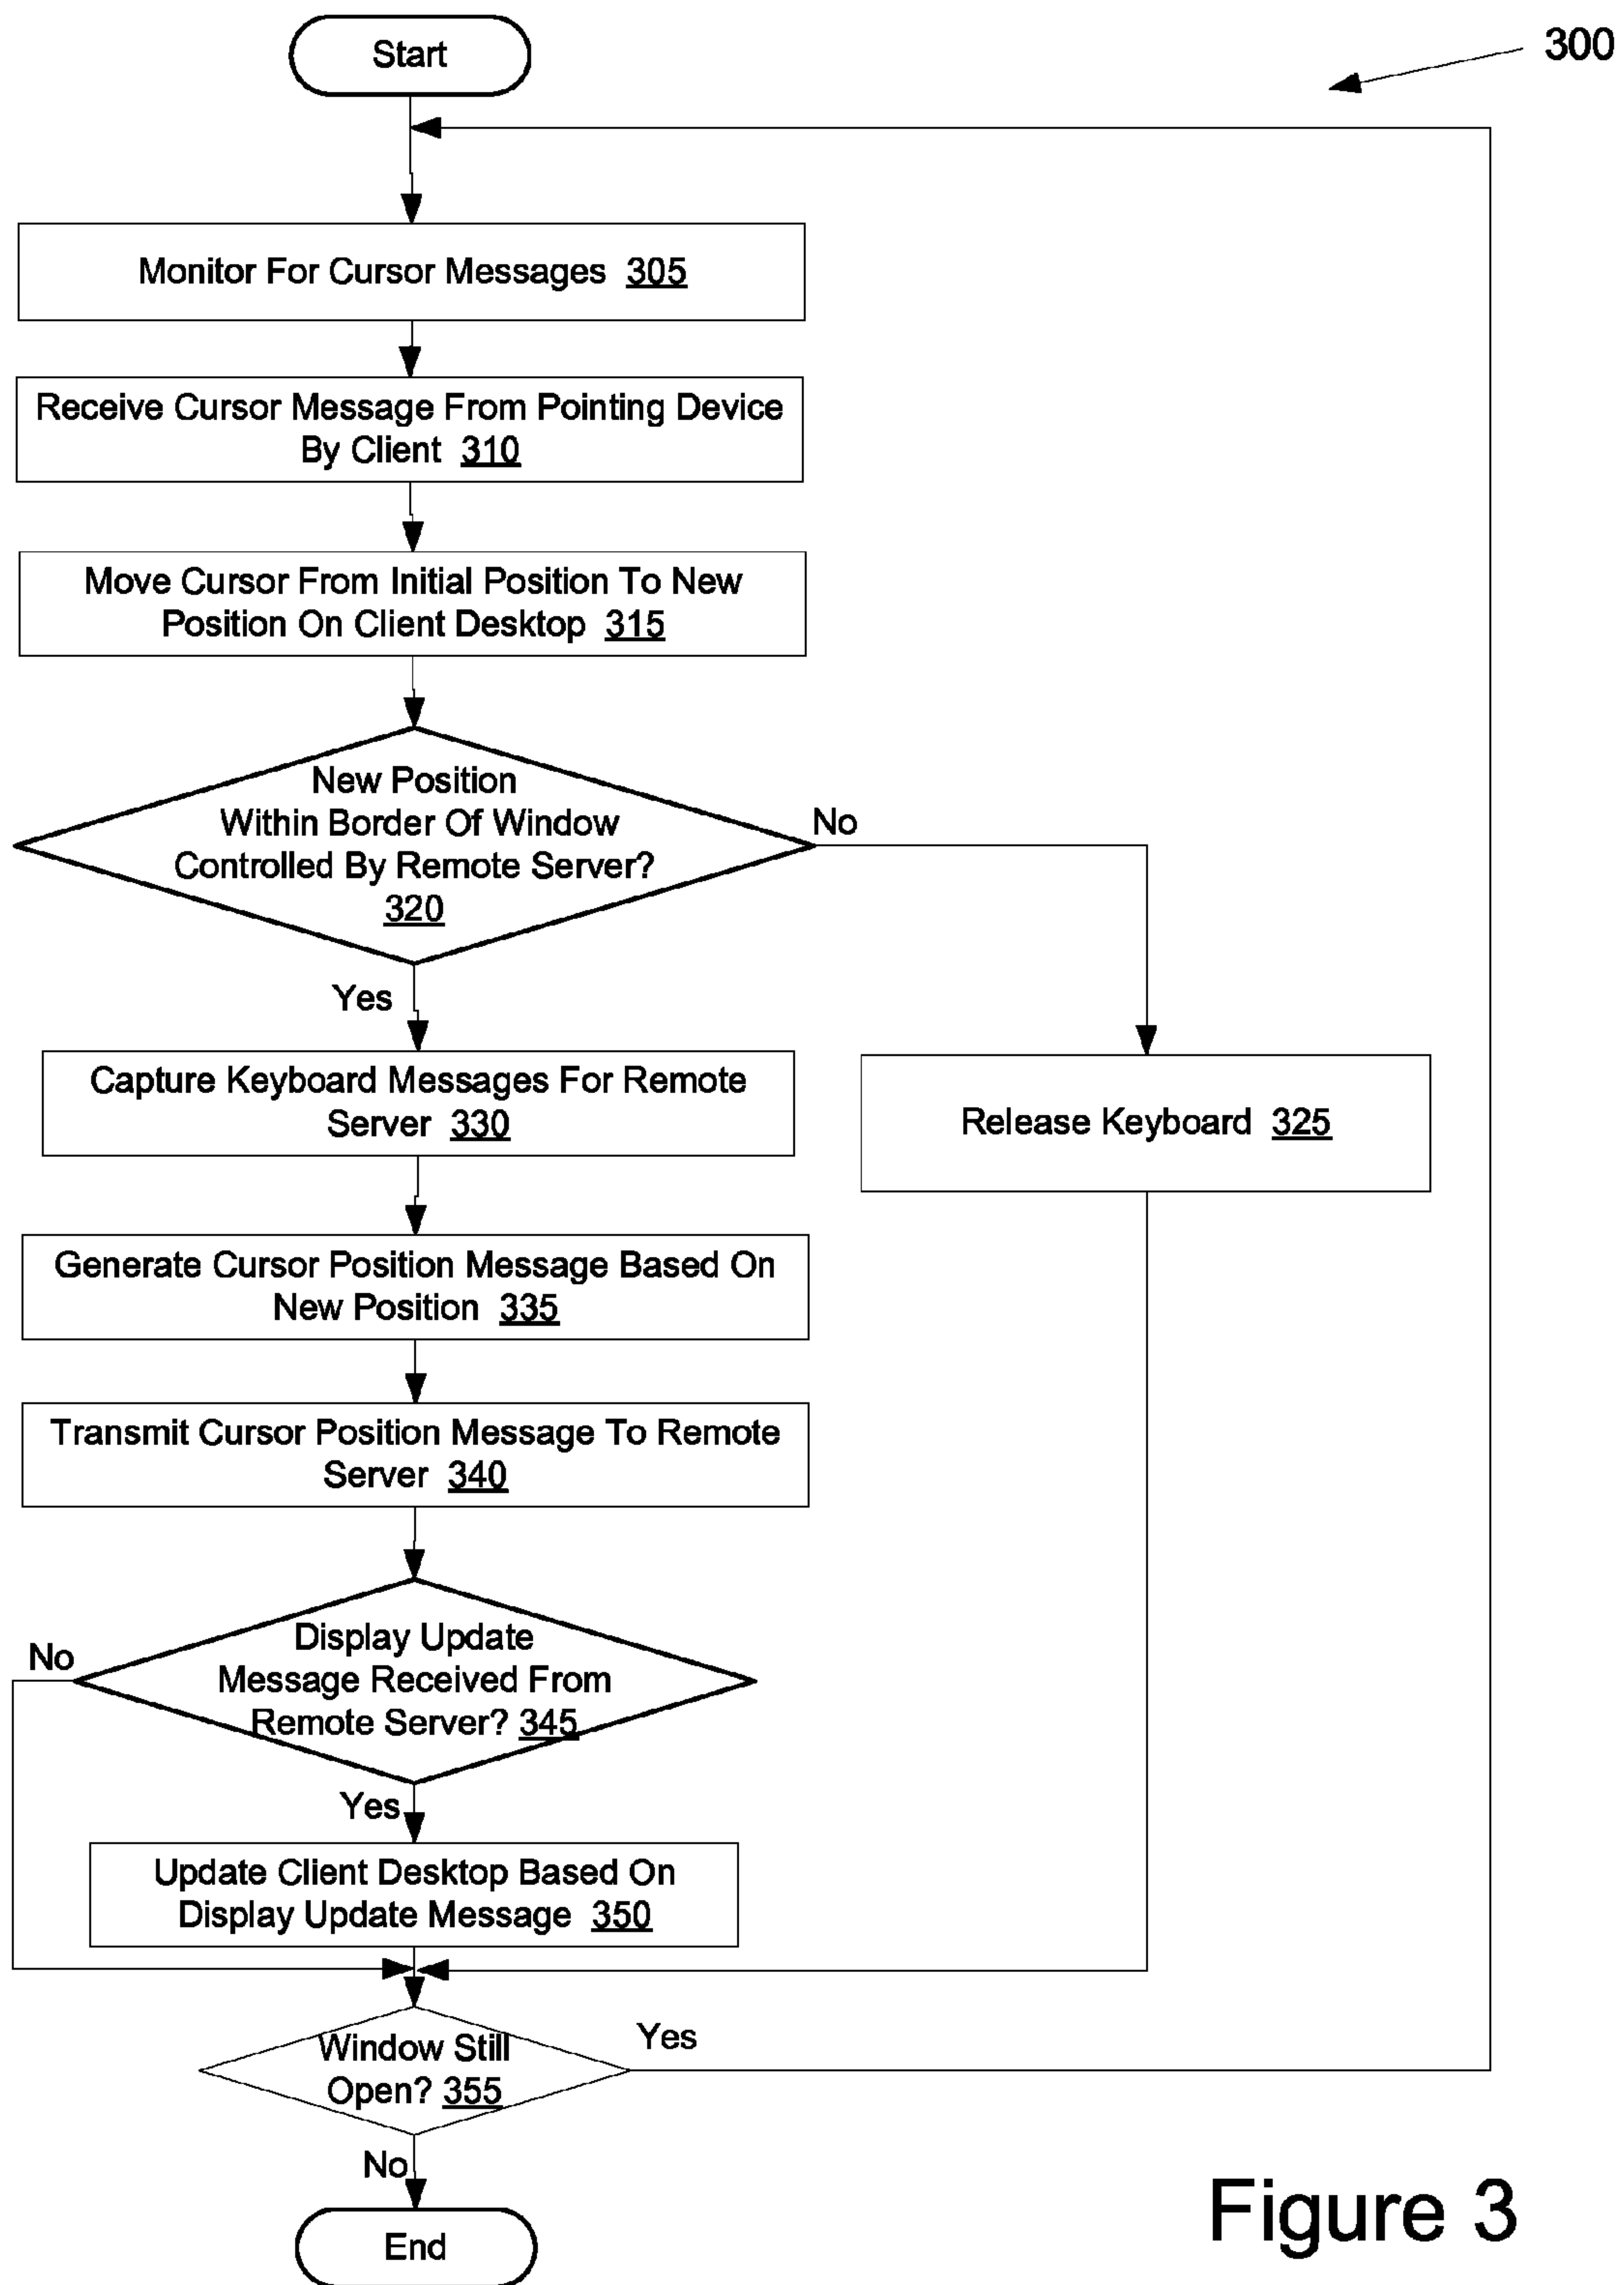 Start
300
Monitor For Cursor Messages 305
Receive Cursor Message From Pointing Device
By Client 310
Move Cursor From Initial Position To New
Position On Client Desktop 315
New Position
Within Border Of Window
Controlled By Remote Server?
320
No
Yes
Capture Keyboard Messages For Remote
Server 330
Release Keyboard 325
Generate Cursor Position Message Based On
New Position 335
Transmit Cursor Position Message To Remote
Server 340
Display Update
Message Received From
Remote Server? 345
No
Yes
Update Client Desktop Based On
Display Update Message 350
Window Still
Open? 355
Yes
No
End
Figure 3